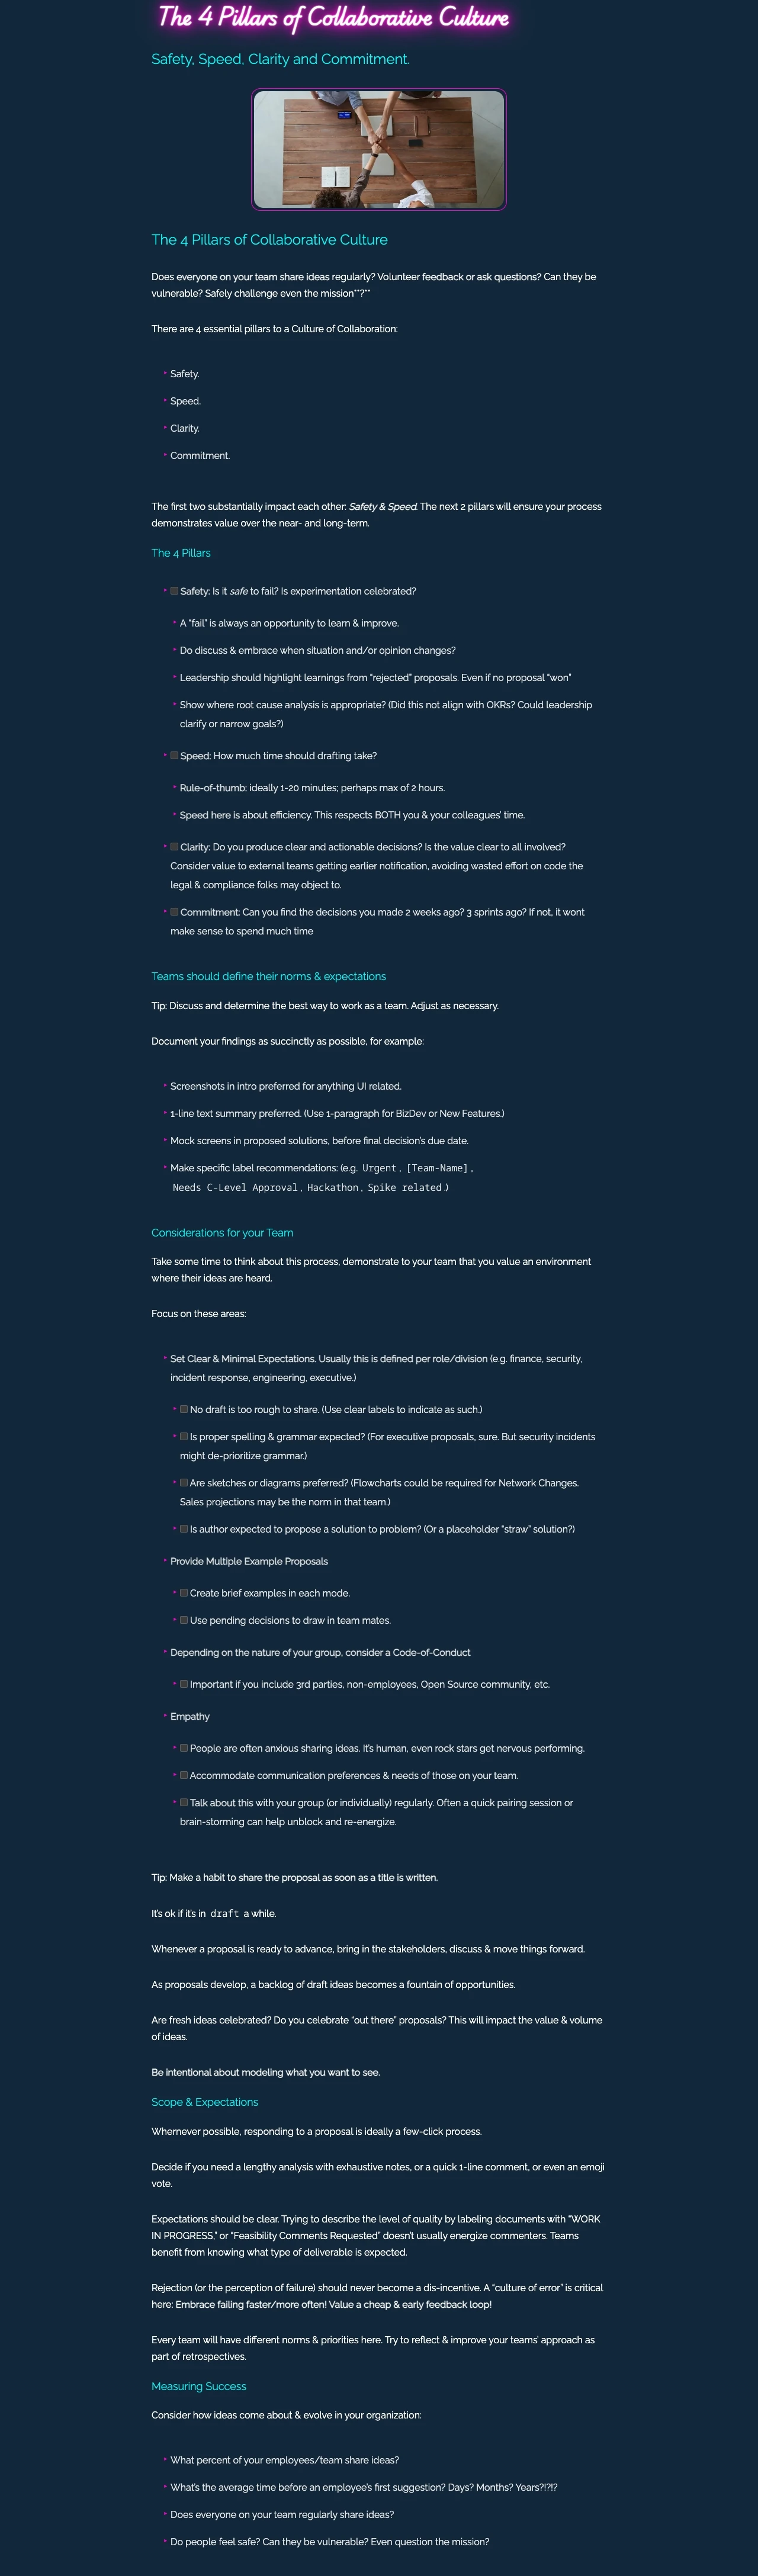 The 4 Pillars of Collaborative Culture
Safety, Speed, Clarity and Commitment.
The 4 Pillars of Collaborative Culture
Does everyone on your team share ideas regularly? Volunteer feedback or ask questions? Can they be
vulnerable? Safely challenge even the mission**?**
There are 4 essential pillars to a Culture of Collaboration:
Safety.
Speed.
Clarity.
Commitment.
The first two substantially impact each other: Safety & Speed. The next 2 pillars will ensure your process
demonstrates value over the near- and long-term.
The 4 Pillars
Safety: Is it safe to fail? Is experimentation celebrated?
A “fail” is always an opportunity to learn & improve.
Do discuss & embrace when situation and/or opinion changes?
Leadership should highlight learnings from “rejected” proposals. Even if no proposal “won”
Show where root cause analysis is appropriate? (Did this not align with OKRs? Could leadership
clarify or narrow goals?)
Speed: How much time should drafting take?
Rule-of-thumb: ideally 1-20 minutes; perhaps max of 2 hours.
Speed here is about efficiency. This respects BOTH you & your colleagues’ time.
Clarity: Do you produce clear and actionable decisions? Is the value clear to all involved?
Consider value to external teams getting earlier notification, avoiding wasted effort on code the
legal & compliance folks may object to.
Commitment: Can you find the decisions you made 2 weeks ago? 3 sprints ago? If not, it wont
make sense to spend much time
Teams should define their norms & expectations
Tip: Discuss and determine the best way to work as a team. Adjust as necessary.
Document your findings as succinctly as possible, for example:
Screenshots in intro preferred for anything UI related.
1-line text summary preferred. (Use 1-paragraph for BizDev or New Features.)
Mock screens in proposed solutions, before final decision’s due date.
Make specific label recommendations: (e.g. Urgent, [Team-Name],
Needs C-Level Approval, Hackathon, Spike related.)
Considerations for your Team
Take some time to think about this process, demonstrate to your team that you value an environment
where their ideas are heard.
Focus on these areas:
Set Clear & Minimal Expectations. Usually this is defined per role/division (e.g. finance, security,
incident response, engineering, executive.)
No draft is too rough to share. (Use clear labels to indicate as such.)
Is proper spelling & grammar expected? (For executive proposals, sure. But security incidents
might de-prioritize grammar.)
Are sketches or diagrams preferred? (Flowcharts could be required for Network Changes.
Sales projections may be the norm in that team.)
Is author expected to propose a solution to problem? (Or a placeholder “straw” solution?)
Provide Multiple Example Proposals
Create brief examples in each mode.
Use pending decisions to draw in team mates.
Depending on the nature of your group, consider a Code-of-Conduct
Important if you include 3rd parties, non-employees, Open Source community, etc.
Empathy
People are often anxious sharing ideas. It’s human, even rock stars get nervous performing.
Accommodate communication preferences & needs of those on your team.
Talk about this with your group (or individually) regularly. Often a quick pairing session or
brain-storming can help unblock and re-energize.
Tip: Make a habit to share the proposal as soon as a title is written.
It’s ok if it’s in draft a while.
Whenever a proposal is ready to advance, bring in the stakeholders, discuss & move things forward.
As proposals develop, a backlog of draft ideas becomes a fountain of opportunities.
Are fresh ideas celebrated? Do you celebrate “out there” proposals? This will impact the value & volume
of ideas.
Be intentional about modeling what you want to see.
Scope & Expectations
Whernever possible, responding to a proposal is ideally a few-click process.
Decide if you need a lengthy analysis with exhaustive notes, or a quick 1-line comment, or even an emoji
vote.
Expectations should be clear. Trying to describe the level of quality by labeling documents with “WORK
IN PROGRESS,” or “Feasibility Comments Requested” doesn’t usually energize commenters. Teams
benefit from knowing what type of deliverable is expected.
Rejection (or the perception of failure) should never become a dis-incentive. A “culture of error” is critical
here: Embrace failing faster/more often! Value a cheap & early feedback loop!
Every team will have different norms & priorities here. Try to reflect & improve your teams’ approach as
part of retrospectives.
Measuring Success
Consider how ideas come about & evolve in your organization:
What percent of your employees/team share ideas?
What’s the average time before an employee’s first suggestion? Days? Months? Years?!?!?
Does everyone on your team regularly share ideas?
Do people feel safe? Can they be vulnerable? Even question the mission?